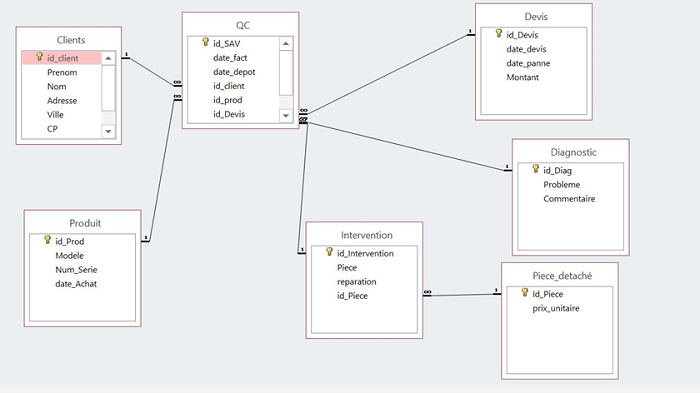 Clients
id_client
Prenom
Nom
Adresse
Ville
CP
QC
id_SAV
date_fact
date_depot
id_client
id_prod
id_Devis
Devis
id_Devis
date_devis
date_panne
Montant
Diagnostic
id_Diag
Probleme
Commentaire
Produit
id_Prod
Modele
Num_Serie
date_Achat
Intervention
id_Intervention
Piece
reparation
id_Piece
Piece_detaché
Id_Piece
prix_unitaire
1
∞
∞
1
∞
1
∞
1
1
∞
1